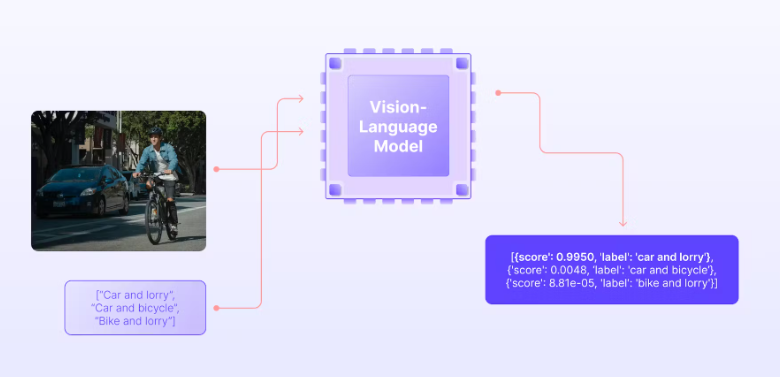 Vision-
Language
Model
["Car and lorry",
"Car and bicycle",
"Bike and lorry"]
[{score': 0.9950, 'label': 'car and lorry'},
{'score': 0.0048, 'label': 'car and bicycle'},
{'score': 8.81e-05, 'label': 'bike and lorry'}]